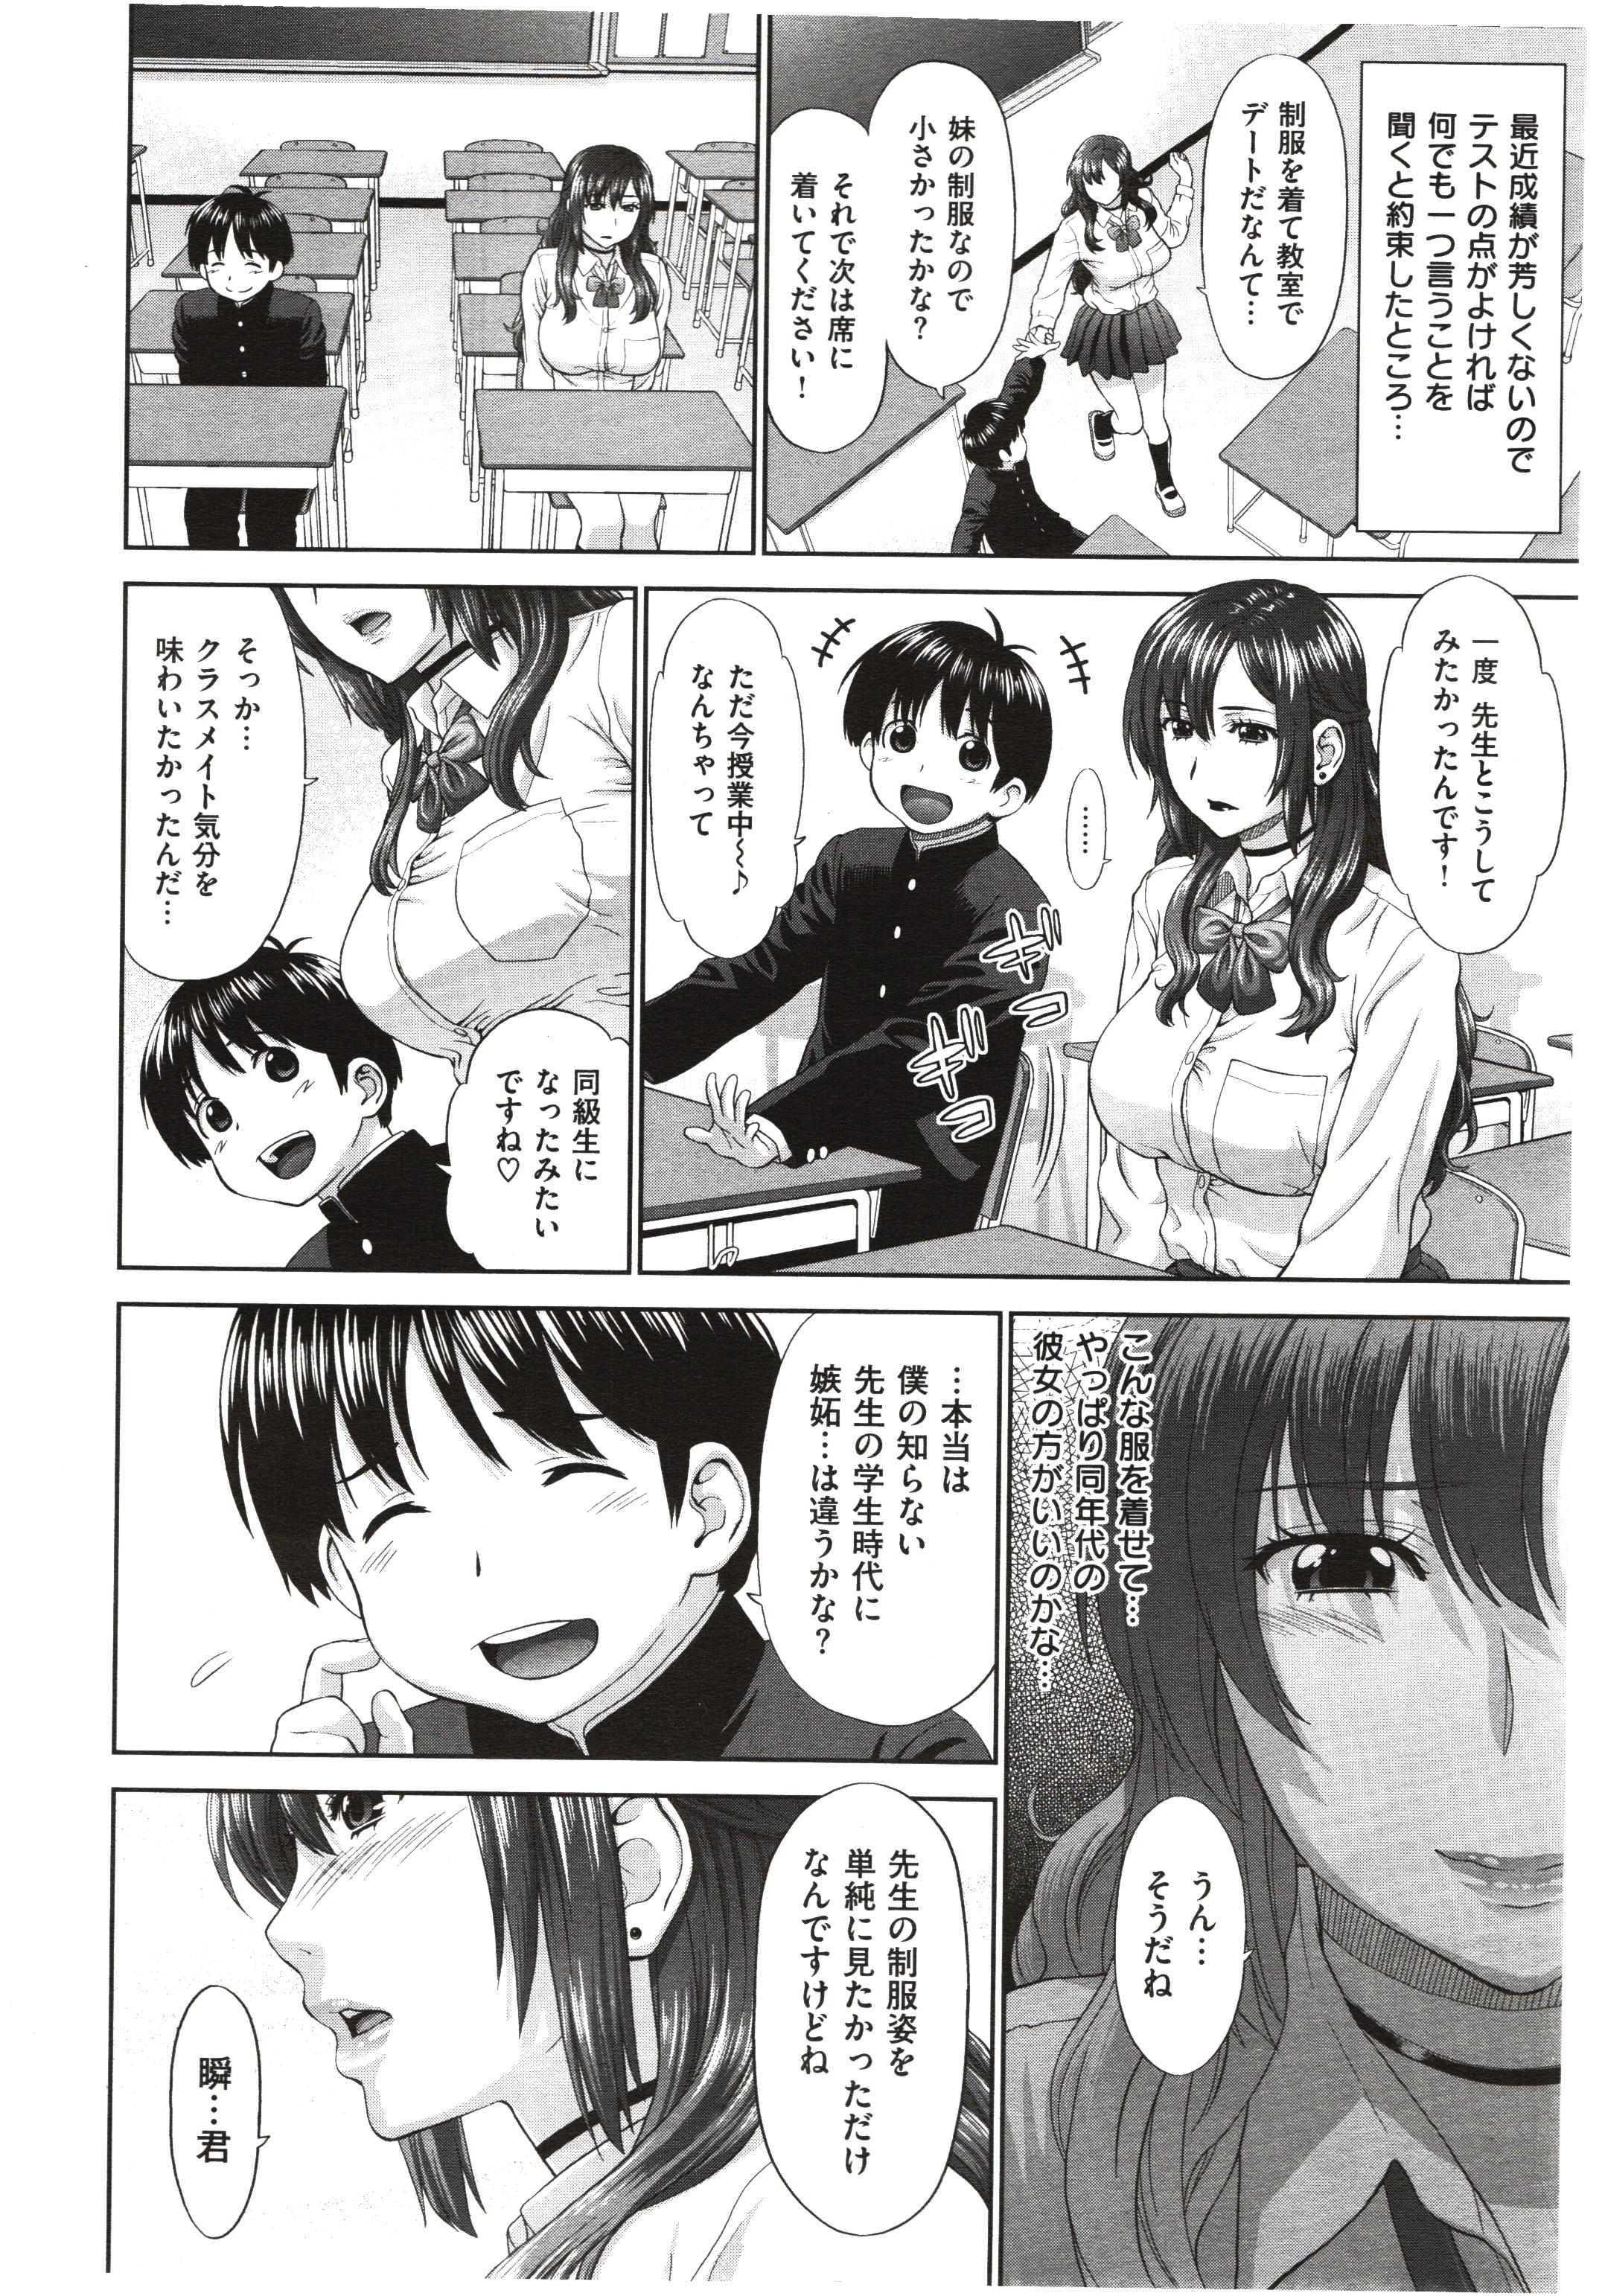 最近成績が芳しくないので
テストの点がよければ
何でも一つ言うことを
聞くと約束したところ…
制服を着て教室で
デートだなんて…
妹の制服なので
小さかったかな？
それで次は席に
着いてください！
一度 先生とこうして
みたかったんです！
……
ただ今授業中～♪
なんちゃって
ギコ
ギコ
そっか…
クラスメイト気分を
味わいたかったんだ…
同級生に
なったみたい
ですね♡
こんな服を着せて…
やっぱり同年代の
彼女の方がいいのかな…
うん…
そうだね
…本当は
僕の知らない
先生の学生時代に
嫉妬…は違うかな？
先生の制服姿を
単純に見たかっただけ
なんですけどね
瞬…君